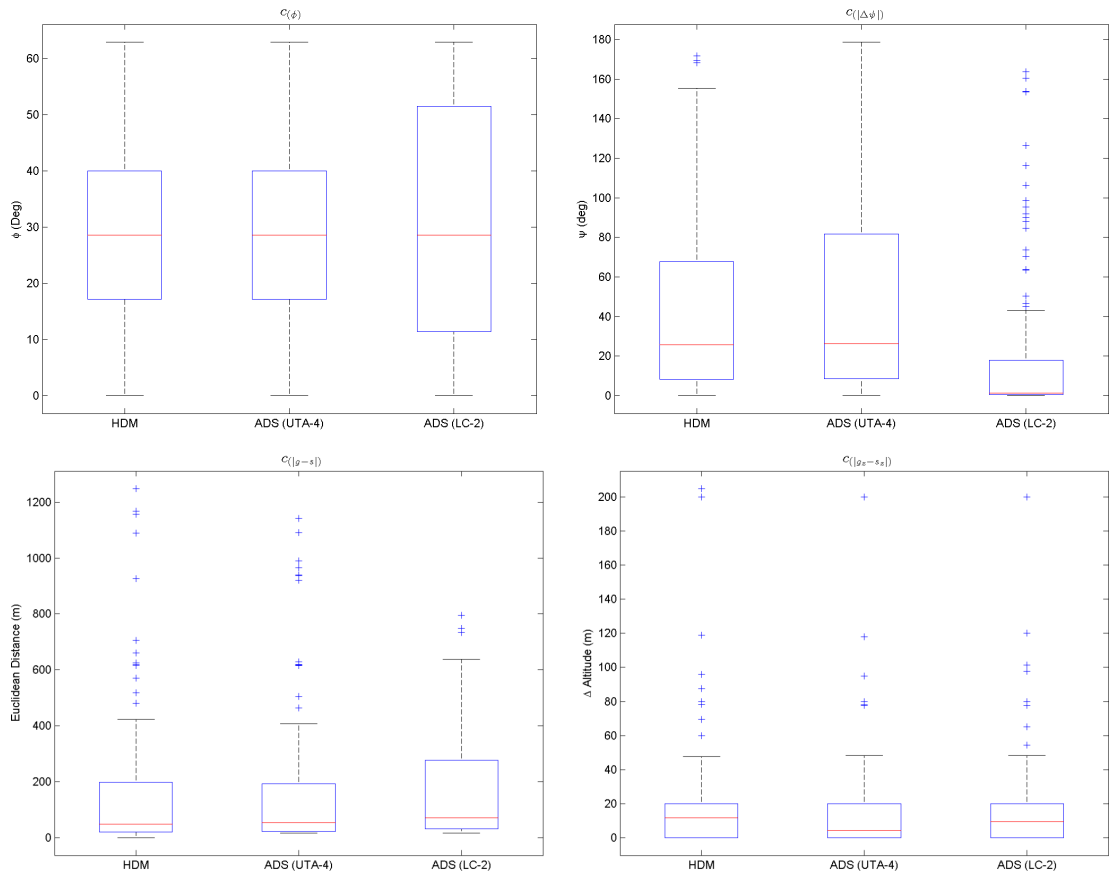 c(ϕ)
60
50
40
30
20
10
0
ϕ (Deg)
HDM ADS (UTA-4) ADS (LC-2)
c(|Δψ|)
180
160
140
120
100
80
60
40
20
0
ψ (deg)
HDM ADS (UTA-4) ADS (LC-2)
c(|g−s|)
1200
1000
800
600
400
200
0
Euclidean Distance (m)
HDM ADS (UTA-4) ADS (LC-2)
c(|g_z−s_z|)
200
180
160
140
120
100
80
60
40
20
0
Δ Altitude (m)
HDM ADS (UTA-4) ADS (LC-2)